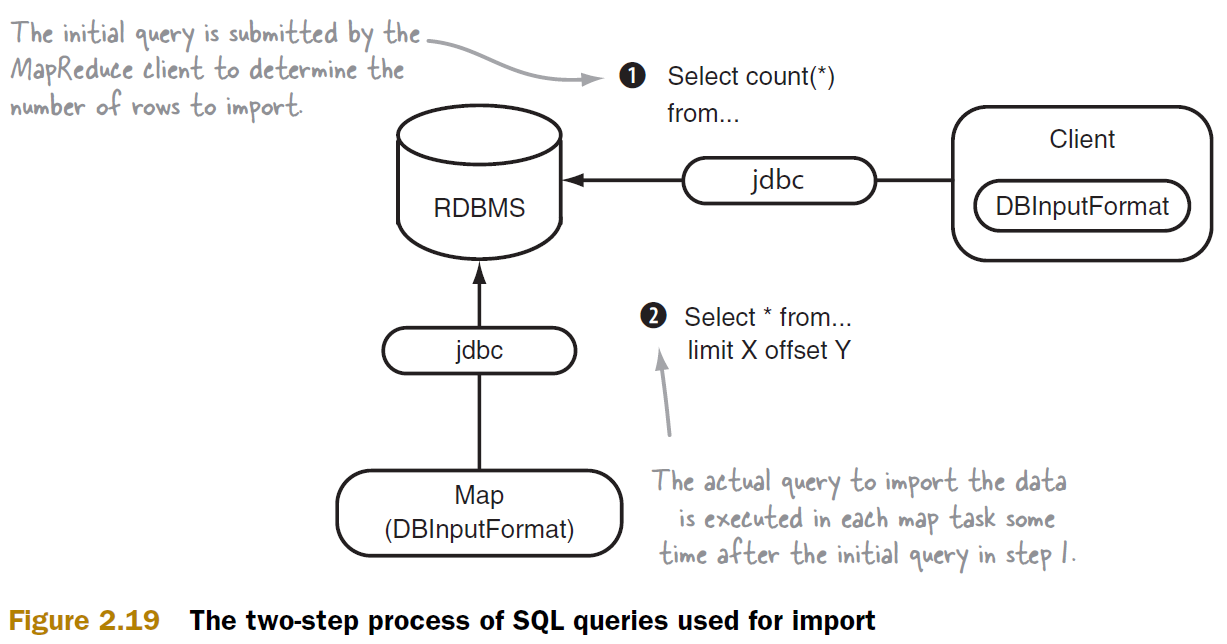 The initial query is submitted by the
MapReduce client to determine the
number of rows to import.
1 Select count(*)
from...
Client
jdbc
DBInputFormat
RDBMS
2 Select * from...
limit X offset Y
jdbc
Map
(DBInputFormat)
The actual query to import the data
is executed in each map task some
time after the initial query in step 1.
Figure 2.19 The two-step process of SQL queries used for import